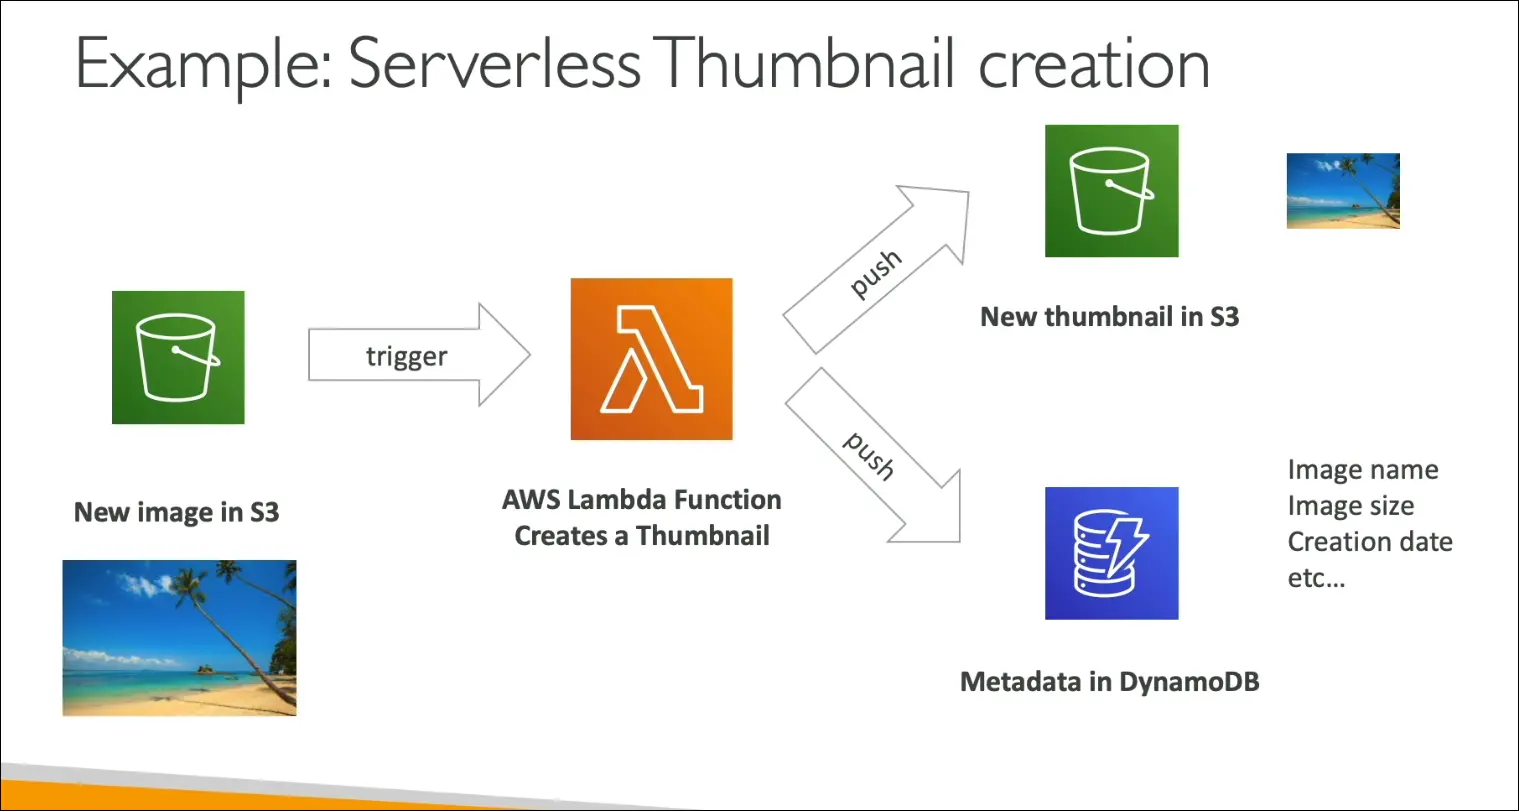 Example: Serverless Thumbnail creation
trigger
push
push
New image in S3
AWS Lambda Function
Creates a Thumbnail
New thumbnail in S3
Image name
Image size
Creation date
etc...
Metadata in DynamoDB